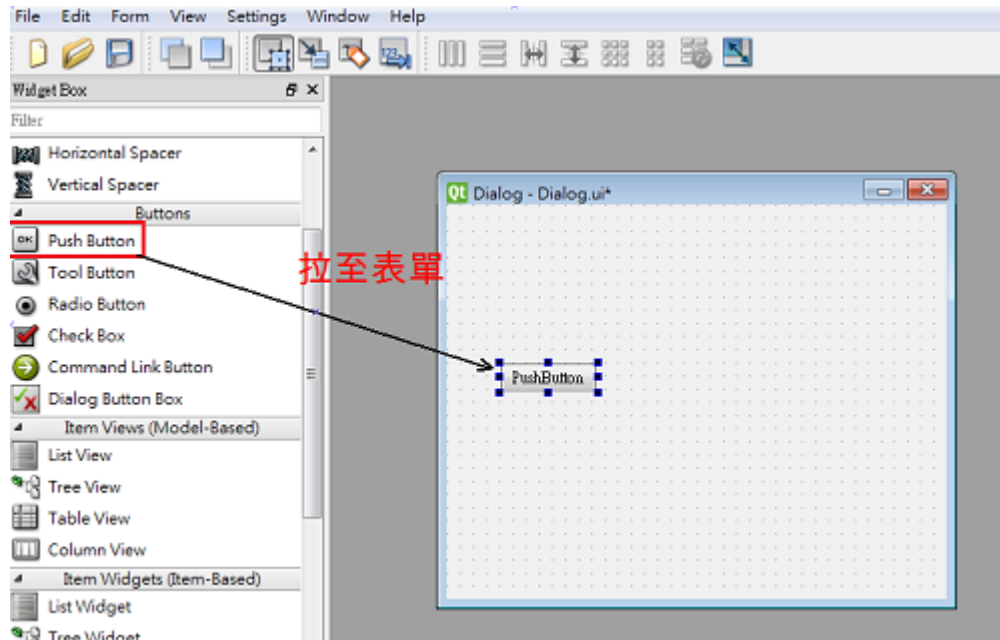 File Edit Form View Settings Window Help
Widget Box
Filter
Horizontal Spacer
Vertical Spacer
Buttons
Push Button
Tool Button
Radio Button
Check Box
Command Link Button
Dialog Button Box
Item Views (Model-Based)
List View
Tree View
Table View
Column View
Item Widgets (Item-Based)
List Widget
Tree Widget
拉至表單
Qt Dialog - Dialog.ui*
PushButton